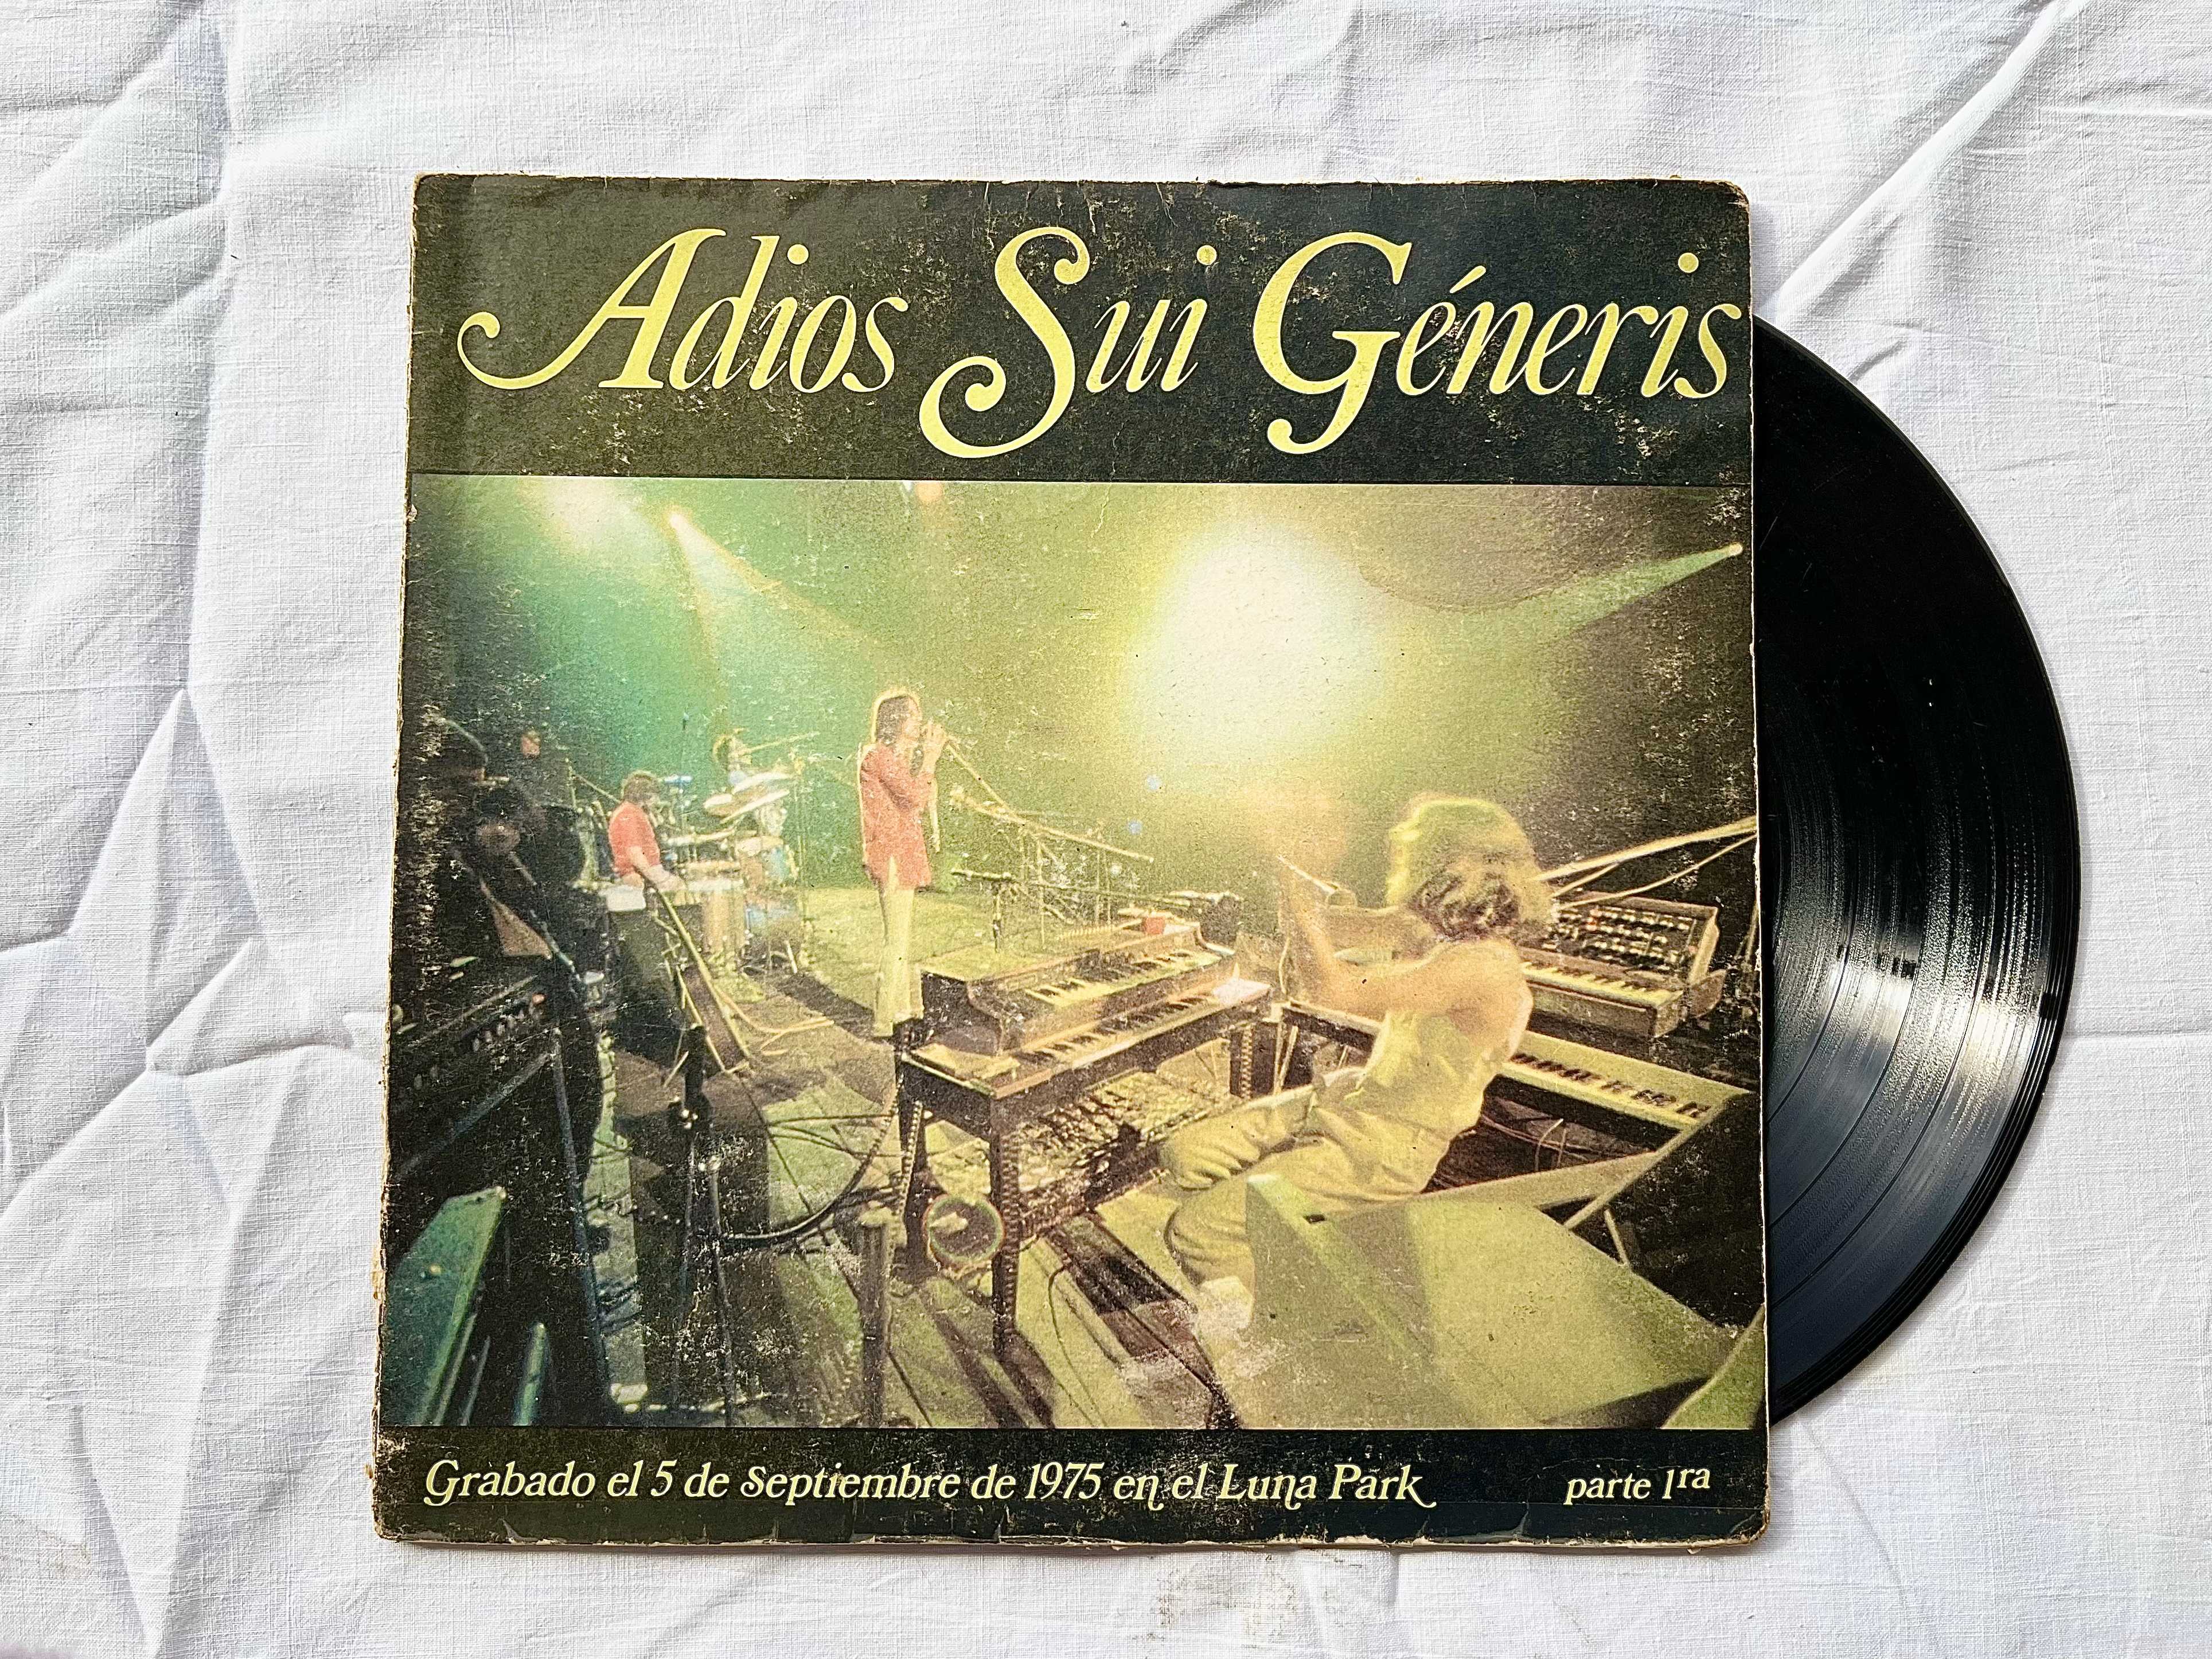 Adios Sui Géneris
Grabado el 5 de Septiembre de 1975 en el Luna Park
parte 1ra